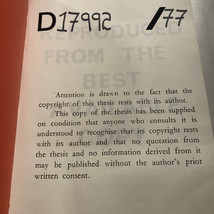 D17992 /77
REPRODUCED
FROM THE
BEST
Attention is drawn to the fact that the
copyright of this thesis rests with its author.
This copy of the thesis has been supplied
on condition that anyone who consults it is
understood to recognise that its copyright rests
with its author and that no quotation from
the thesis and no information derived from it
may be published without the author's prior
written consent.